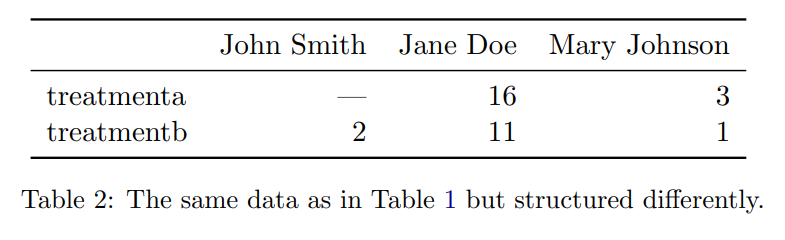 John Smith Jane Doe Mary Johnson
treatmenta — 16 3
treatmentb 2 11 1
Table 2: The same data as in Table 1 but structured differently.